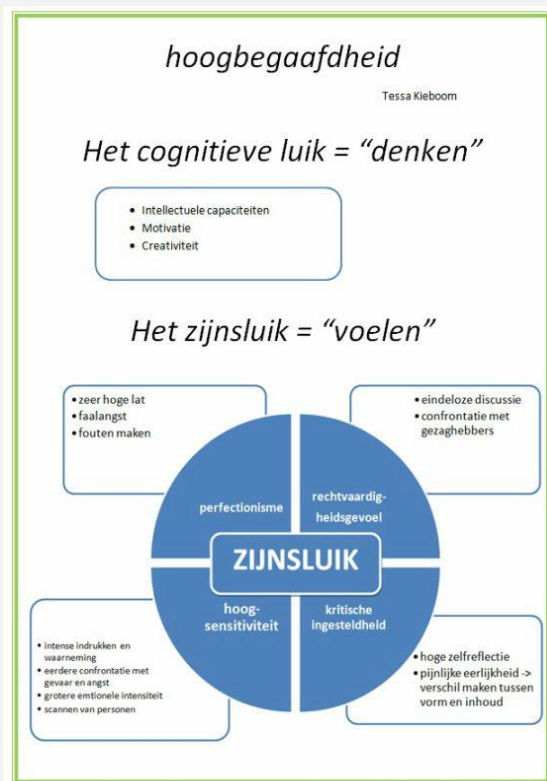 hoogbegaafdheid
Tessa Kieboom
Het cognitieve luik = “denken”
• Intellectuele capaciteiten
• Motivatie
• Creativiteit
Het zijnsluik = “voelen”
• zeer hoge lat
• faalangst
• fouten maken
• eindeloze discussie
• confrontatie met
gezaghebbers
perfectionisme
rechtvaardig-
heidsgevoel
ZIJNSLUIK
hoog-
sensitiviteit
kritische
ingesteldheid
• intense indrukken en
waarneming
• eerdere confrontatie met
gevaar en angst
• grotere emtionele intensiteit
• scannen van personen
• hoge zelfreflectie
• pijnlijke eerlijkheid ->
verschil maken tussen
vorm en inhoud